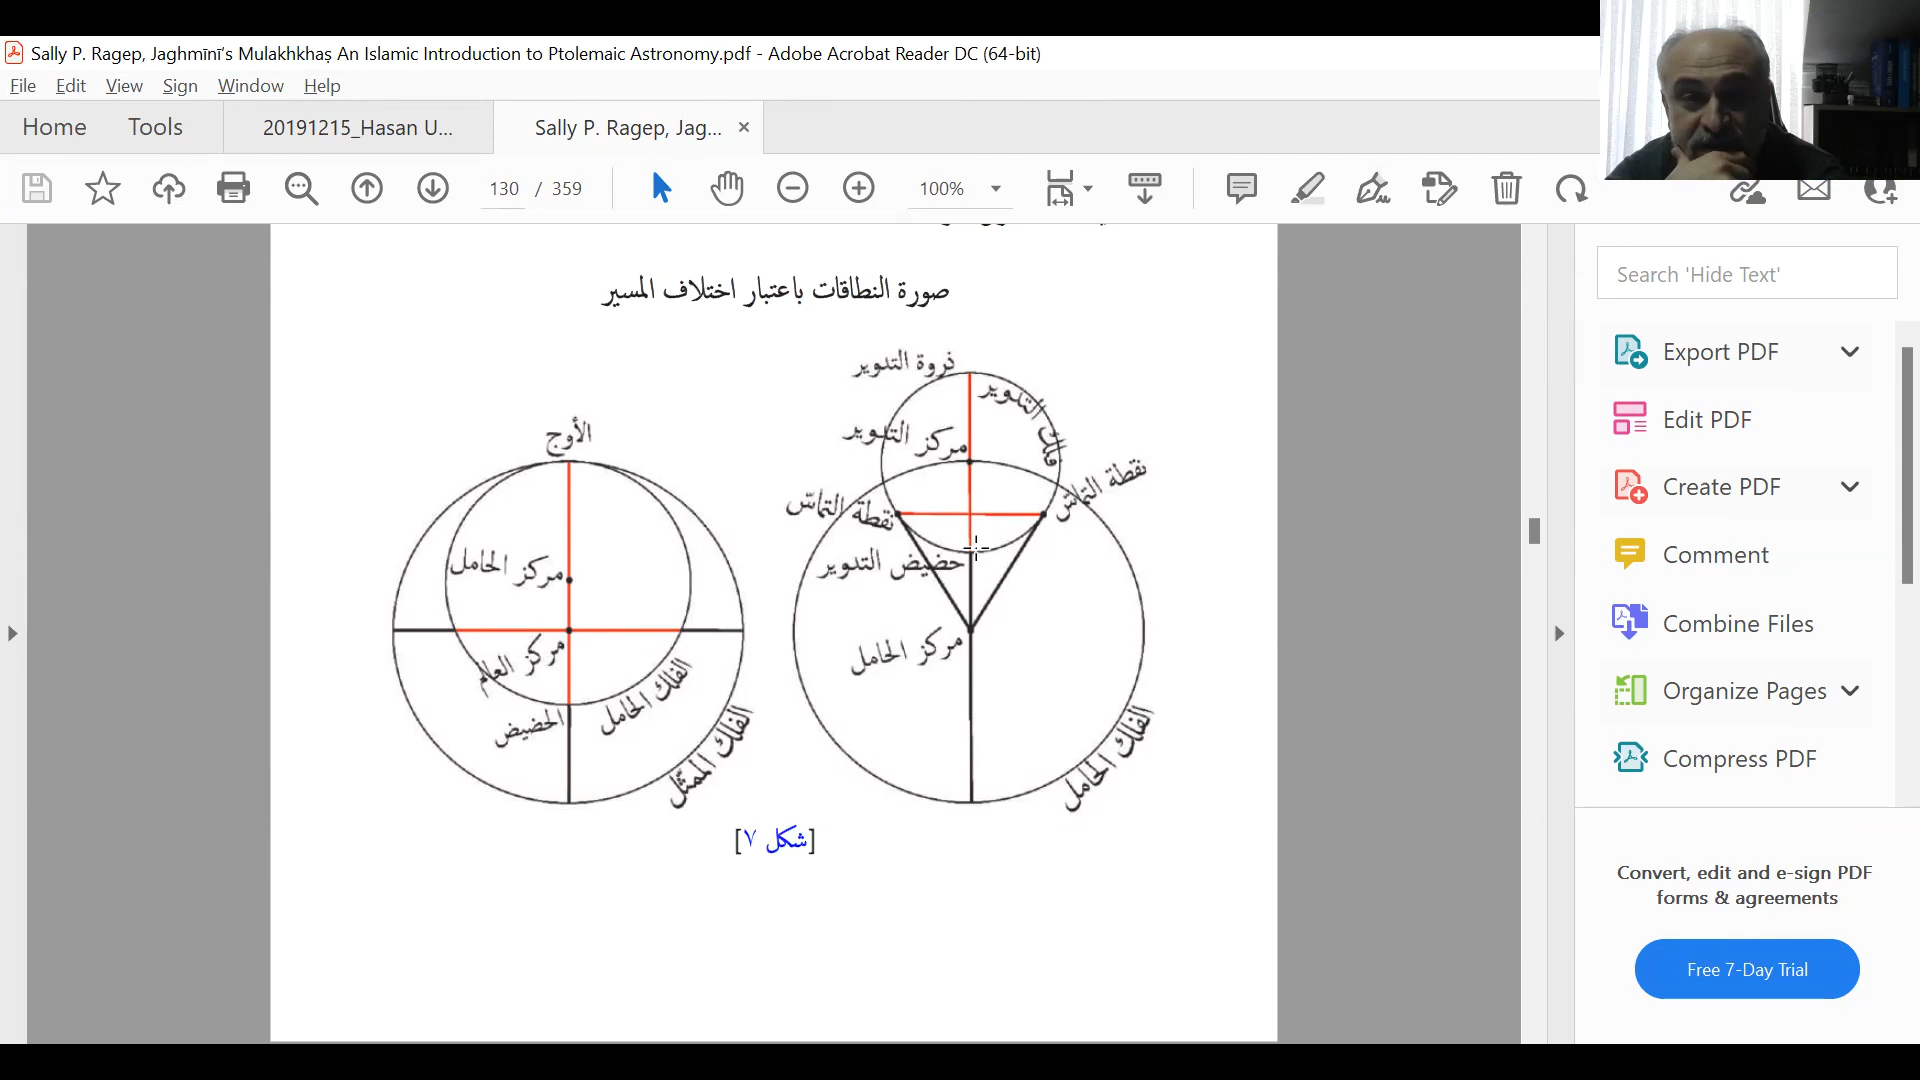 Sally P. Ragep, Jaghmīnī's Mulakhkhaṣ An Islamic Introduction to Ptolemaic Astronomy.pdf - Adobe Acrobat Reader DC (64-bit)
File Edit View Sign Window Help
Home Tools 20191215_Hasan U... Sally P. Ragep, Jag...
130 / 359 100%
صورة النطاقات باعتبار اختلاف المسير
ذروة التدوير
فلك التدوير
مركز التدوير
نقطة التماسّ
نقطة التماسّ
حضيض التدوير
مركز الحامل
الفلك الحامل
الأوج
مركز الحامل
مركز العالم
الفلك الحامل
الحضيض
الفلك الممثّل
[شكل ٧]
Search 'Hide Text'
Export PDF
Edit PDF
Create PDF
Comment
Combine Files
Organize Pages
Compress PDF
Convert, edit and e-sign PDF
forms & agreements
Free 7-Day Trial